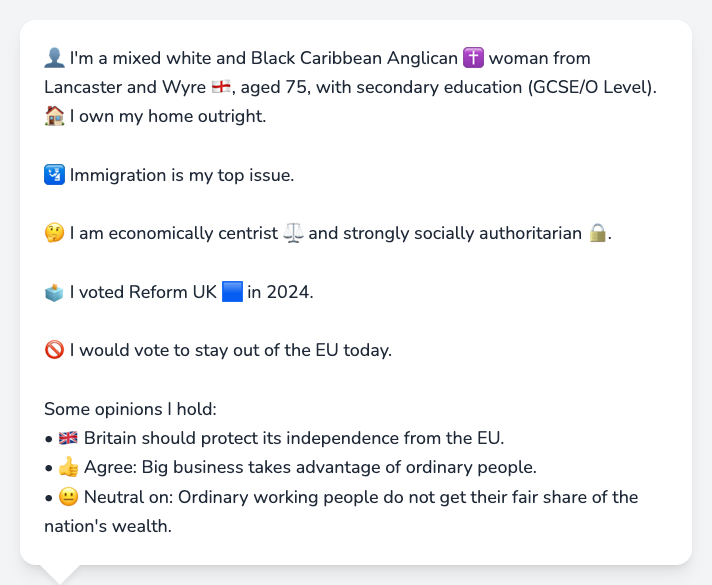 👤 I'm a mixed white and Black Caribbean Anglican ✝️ woman from
Lancaster and Wyre 🏴󠁧󠁢󠁥󠁮󠁧󠁿, aged 75, with secondary education (GCSE/O Level).
🏠 I own my home outright.
🛂 Immigration is my top issue.
🤔 I am economically centrist ⚖️ and strongly socially authoritarian 🔒.
🗳️ I voted Reform UK 🟦 in 2024.
🚫 I would vote to stay out of the EU today.
Some opinions I hold:
• 🇬🇧 Britain should protect its independence from the EU.
• 👍 Agree: Big business takes advantage of ordinary people.
• 😐 Neutral on: Ordinary working people do not get their fair share of the
nation's wealth.